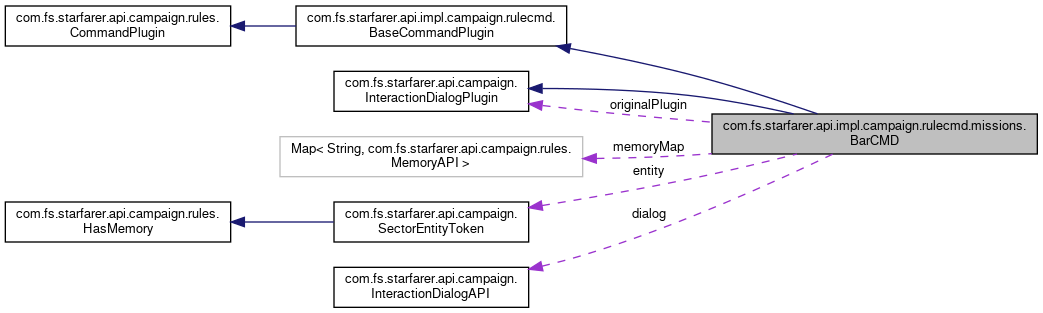 com.fs.starfarer.api.campaign.rules.
CommandPlugin
com.fs.starfarer.api.impl.campaign.rulecmd.
BaseCommandPlugin
com.fs.starfarer.api.campaign.
InteractionDialogPlugin
originalPlugin
com.fs.starfarer.api.impl.campaign.rulecmd.missions.
BarCMD
Map< String, com.fs.starfarer.api.campaign.rules.
MemoryAPI >
memoryMap
entity
com.fs.starfarer.api.campaign.rules.
HasMemory
com.fs.starfarer.api.campaign.
SectorEntityToken
dialog
com.fs.starfarer.api.campaign.
InteractionDialogAPI